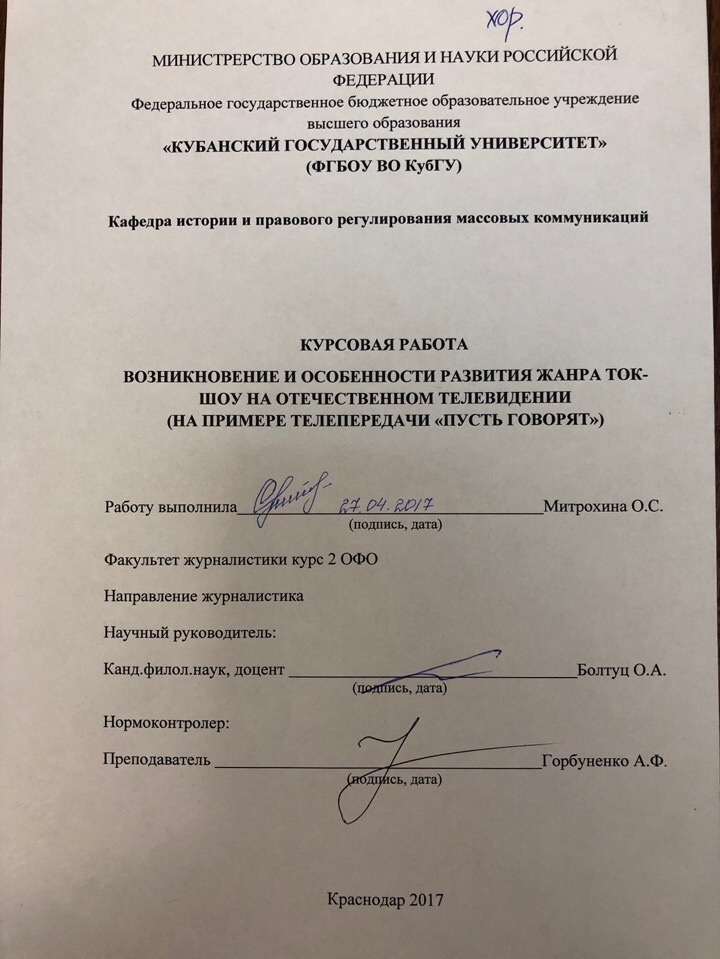 хор.
МИНИСТРЕРСТВО ОБРАЗОВАНИЯ И НАУКИ РОССИЙСКОЙ
ФЕДЕРАЦИИ
Федеральное государственное бюджетное образовательное учреждение
высшего образования
«КУБАНСКИЙ ГОСУДАРСТВЕННЫЙ УНИВЕРСИТЕТ»
(ФГБОУ ВО КубГУ)
Кафедра истории и правового регулирования массовых коммуникаций
КУРСОВАЯ РАБОТА
ВОЗНИКНОВЕНИЕ И ОСОБЕННОСТИ РАЗВИТИЯ ЖАНРА ТОК-
ШОУ НА ОТЕЧЕСТВЕННОМ ТЕЛЕВИДЕНИИ
(НА ПРИМЕРЕ ТЕЛЕПЕРЕДАЧИ «ПУСТЬ ГОВОРЯТ»)
Работу выполнила 27.04.2017 Митрохина О.С.
(подпись, дата)
Факультет журналистики курс 2 ОФО
Направление журналистика
Научный руководитель:
Канд.филол.наук, доцент Болтуц О.А.
(подпись, дата)
Нормоконтролер:
Преподаватель Горбуненко А.Ф.
(подпись, дата)
Краснодар 2017